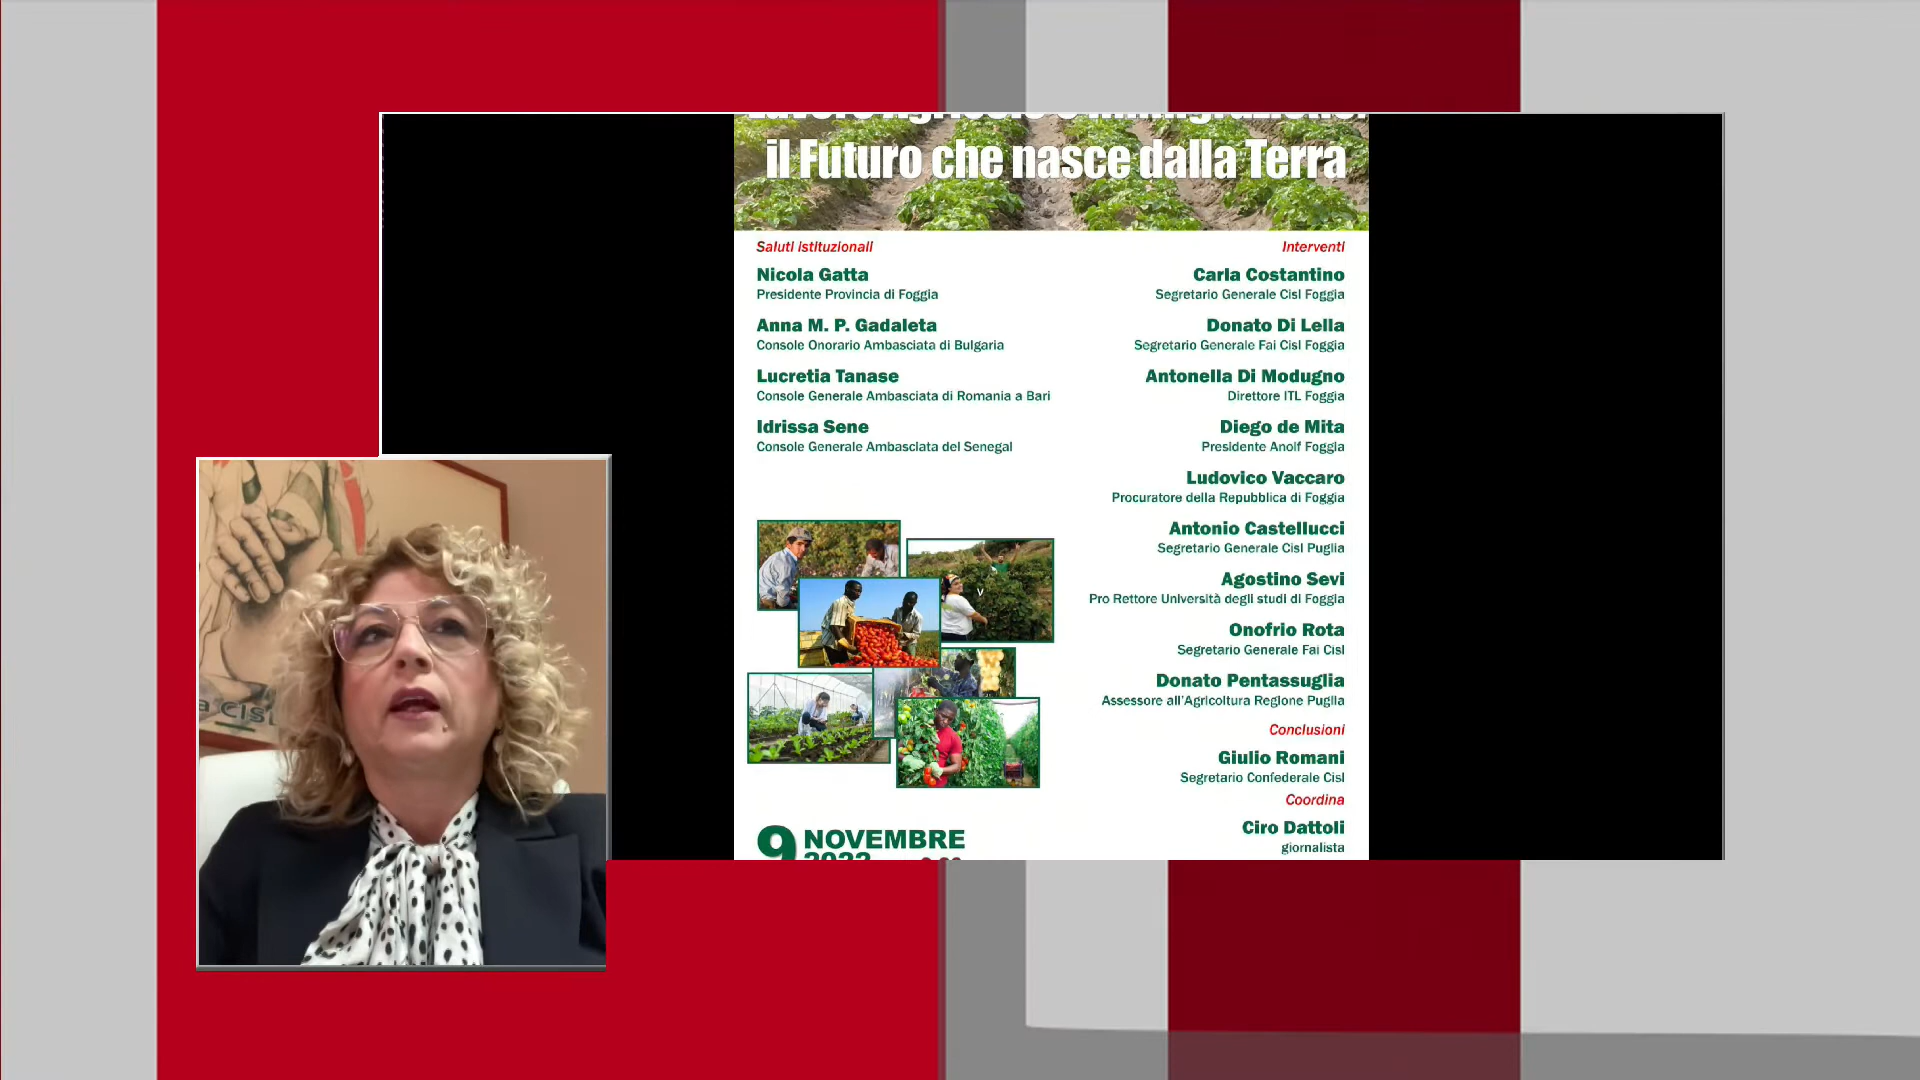 Lavoro Agricolo e Immigrazione:
il Futuro che nasce dalla Terra
Saluti istituzionali
Nicola Gatta
Presidente Provincia di Foggia
Anna M. P. Gadaleta
Console Onorario Ambasciata di Bulgaria
Lucretia Tanase
Console Generale Ambasciata di Romania a Bari
Idrissa Sene
Console Generale Ambasciata del Senegal
Interventi
Carla Costantino
Segretario Generale Cisl Foggia
Donato Di Lella
Segretario Generale Fai Cisl Foggia
Antonella Di Modugno
Direttore ITL Foggia
Diego de Mita
Presidente Anolf Foggia
Ludovico Vaccaro
Procuratore della Repubblica di Foggia
Antonio Castellucci
Segretario Generale Cisl Puglia
Agostino Sevi
Pro Rettore Università degli studi di Foggia
Onofrio Rota
Segretario Generale Fai Cisl
Donato Pentassuglia
Assessore all'Agricoltura Regione Puglia
Conclusioni
Giulio Romani
Segretario Confederale Cisl
Coordina
Ciro Dattoli
giornalista
9 NOVEMBRE
a cisl